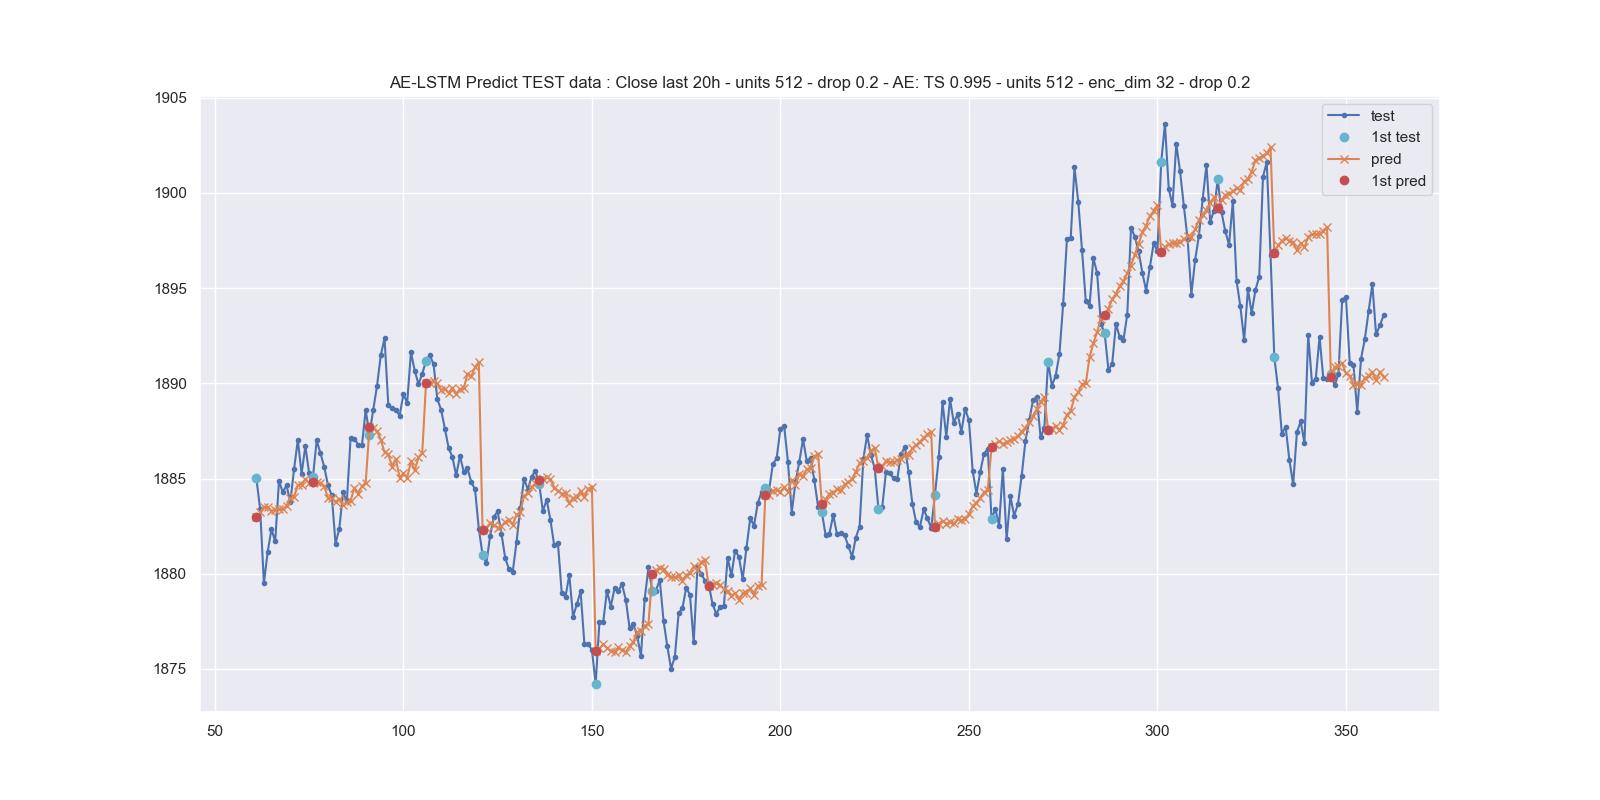 AE-LSTM Predict TEST data : Close last 20h - units 512 - drop 0.2 - AE: TS 0.995 - units 512 - enc_dim 32 - drop 0.2
1905
1900
1895
1890
1885
1880
1875
test
1st test
pred
1st pred
50 100 150 200 250 300 350